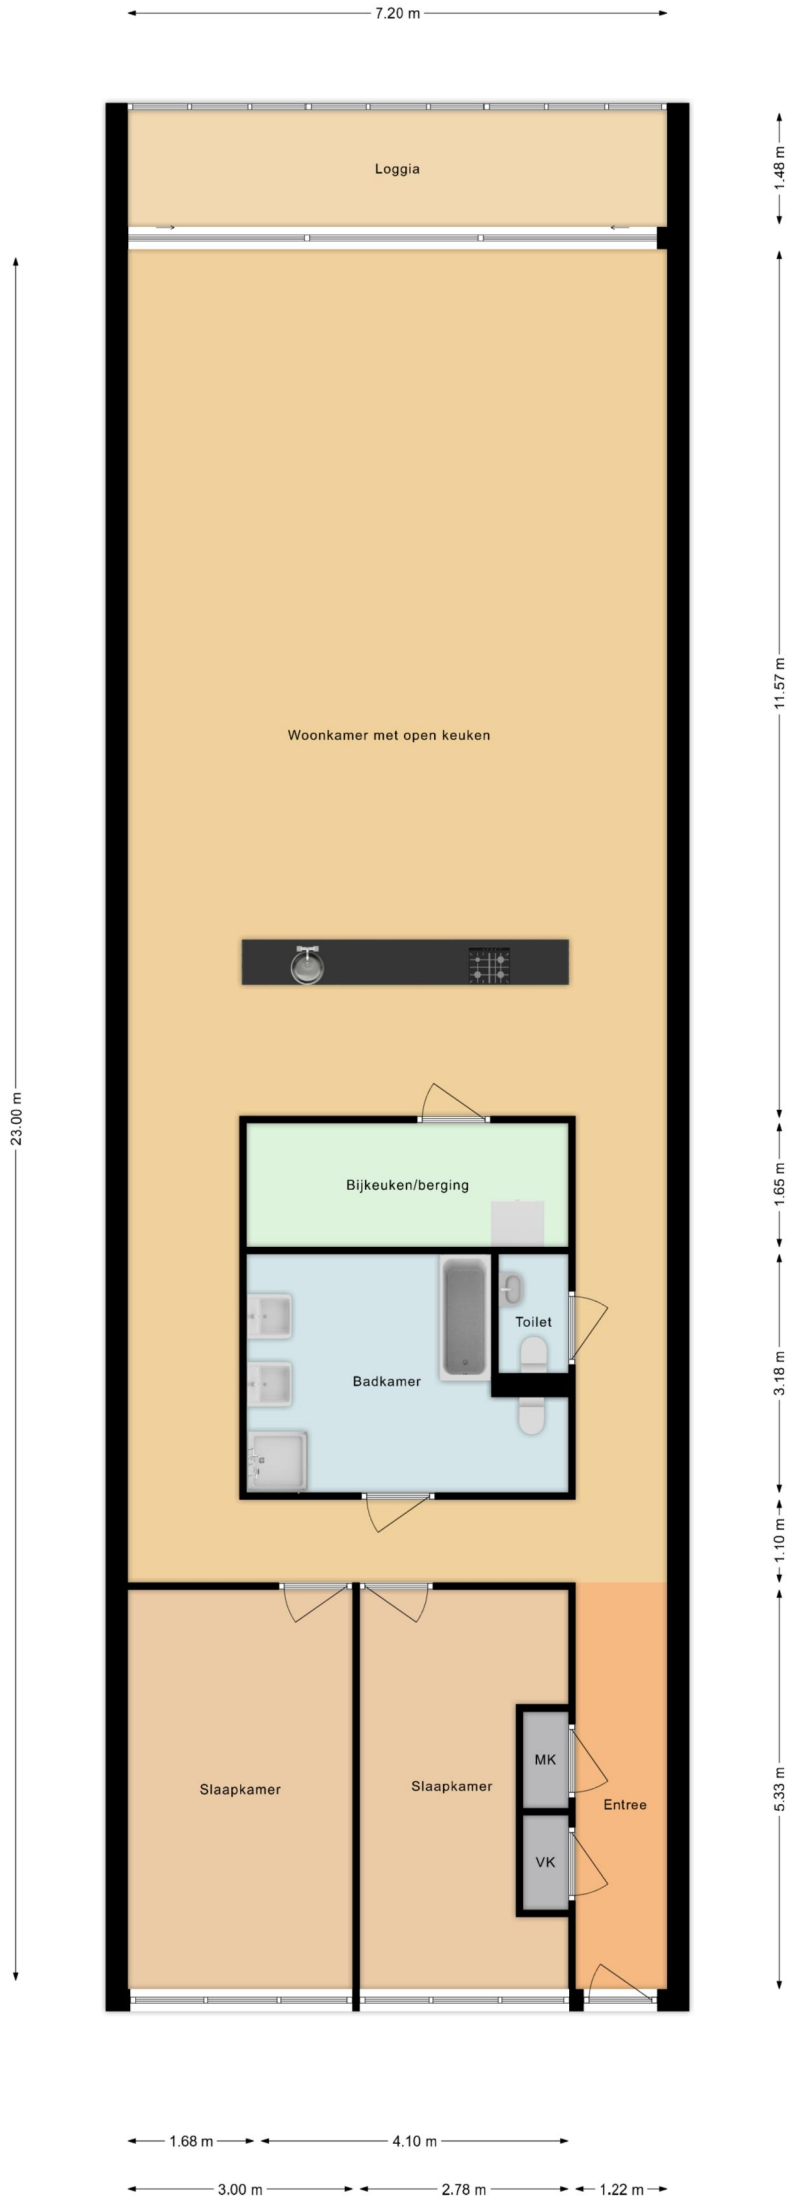 7.20 m
Loggia
1.48 m
23.00 m
11.57 m
Woonkamer met open keuken
Bijkeuken/berging
1.65 m
Toilet
Badkamer
3.18 m
1.10 m
Slaapkamer
Slaapkamer
MK
VK
Entree
5.33 m
1.68 m
4.10 m
3.00 m
2.78 m
1.22 m